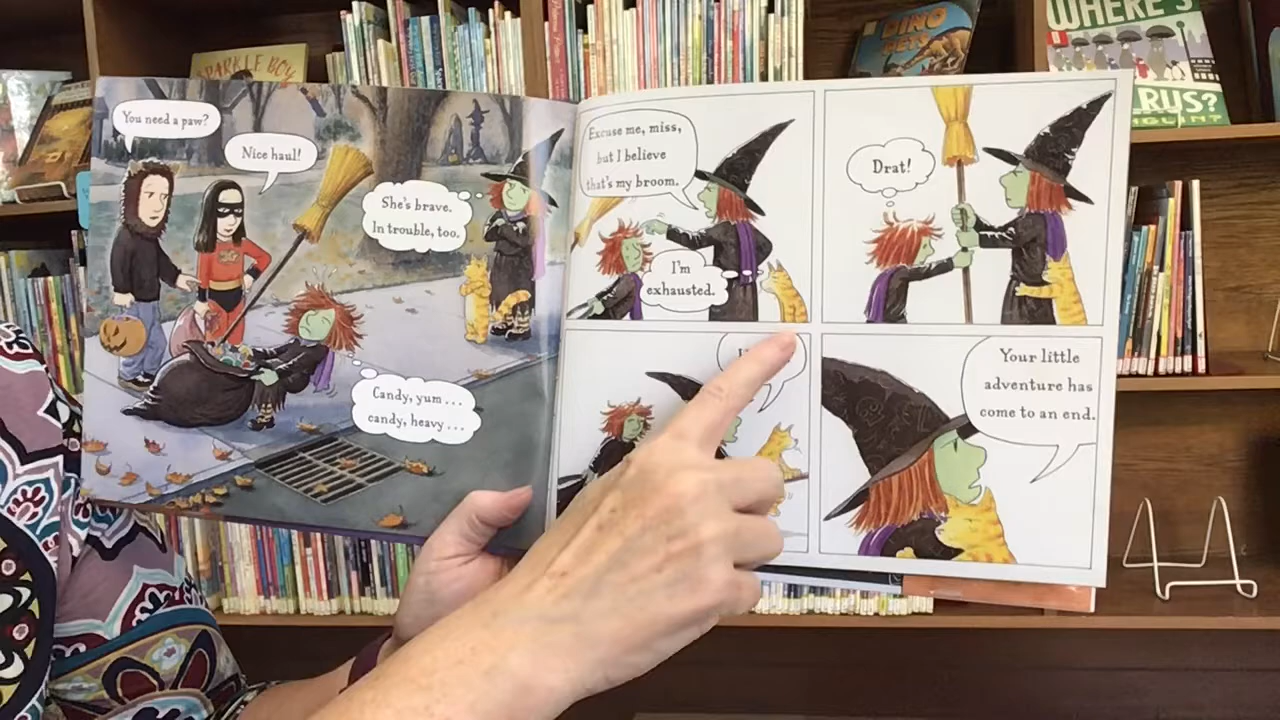 SPARKLE BOY
DINO
PETS
WHERE'S
You need a paw?
Nice haul!
She's brave.
In trouble, too.
Candy, yum . . .
candy, heavy . . .
Excuse me, miss,
but I believe
that's my broom.
I'm
exhausted.
Drat!
Your little
adventure has
come to an end.